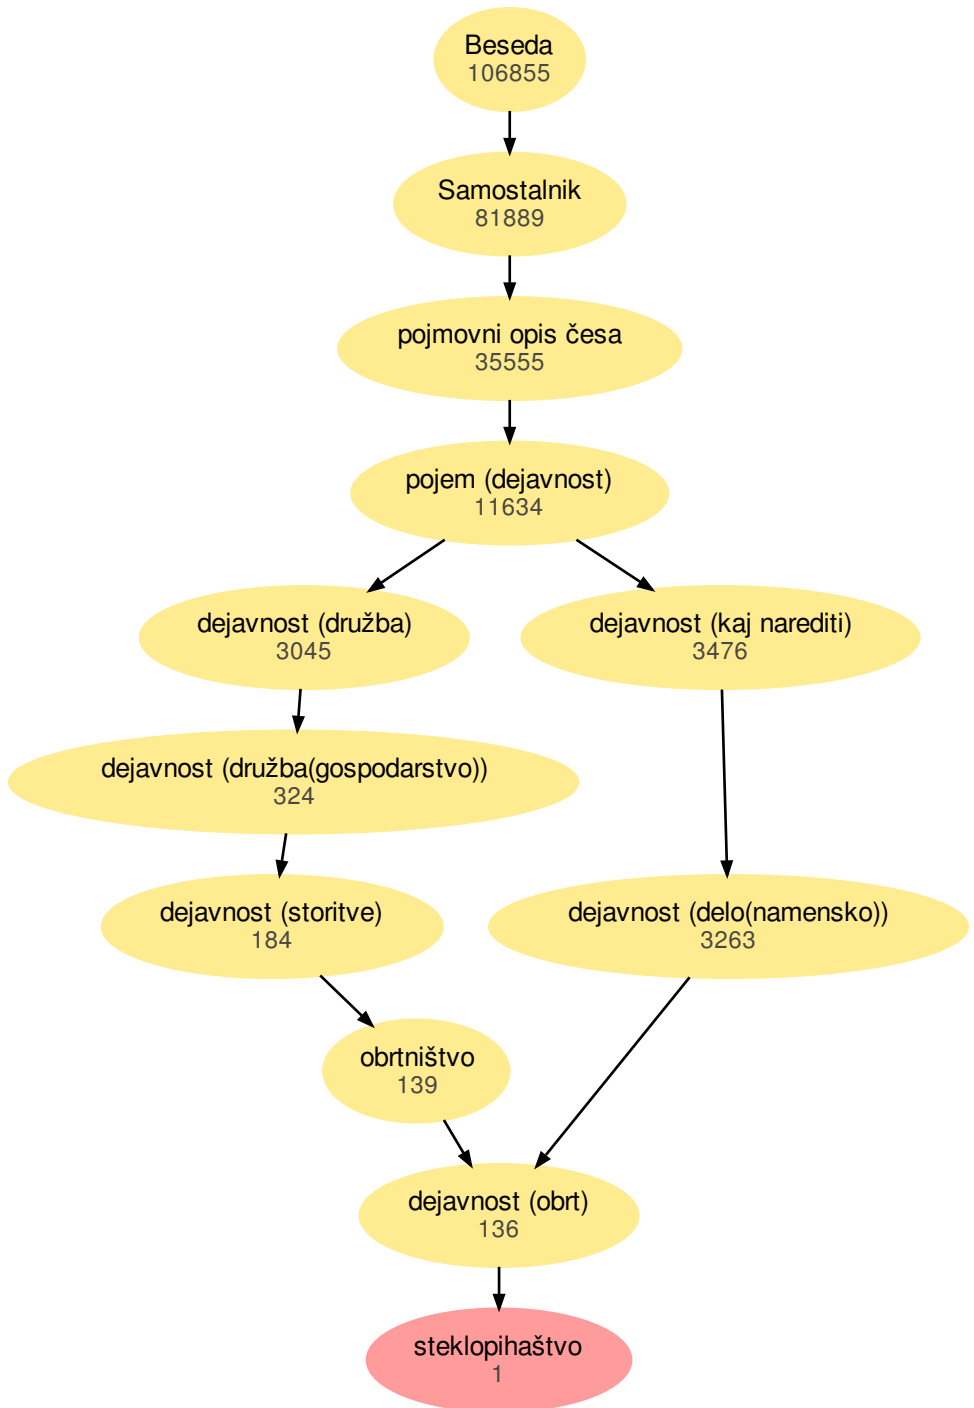 Beseda
106855
Samostalnik
81889
pojmovni opis česa
35555
pojem (dejavnost)
11634
dejavnost (družba)
3045
dejavnost (kaj narediti)
3476
dejavnost (družba(gospodarstvo))
324
dejavnost (storitve)
184
dejavnost (delo(namensko))
3263
obrtništvo
139
dejavnost (obrt)
136
steklopihaštvo
1